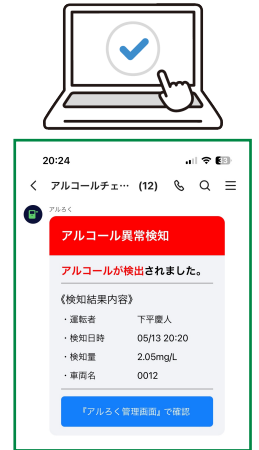 20:24
アルコールチェ… (12)
アルろく
アルコール異常検知
アルコールが検出されました。
《検知結果内容》
・運転者 下平慶人
・検知日時 05/13 20:20
・検知量 2.05mg/L
・車両名 0012
『アルろく管理画面』で確認